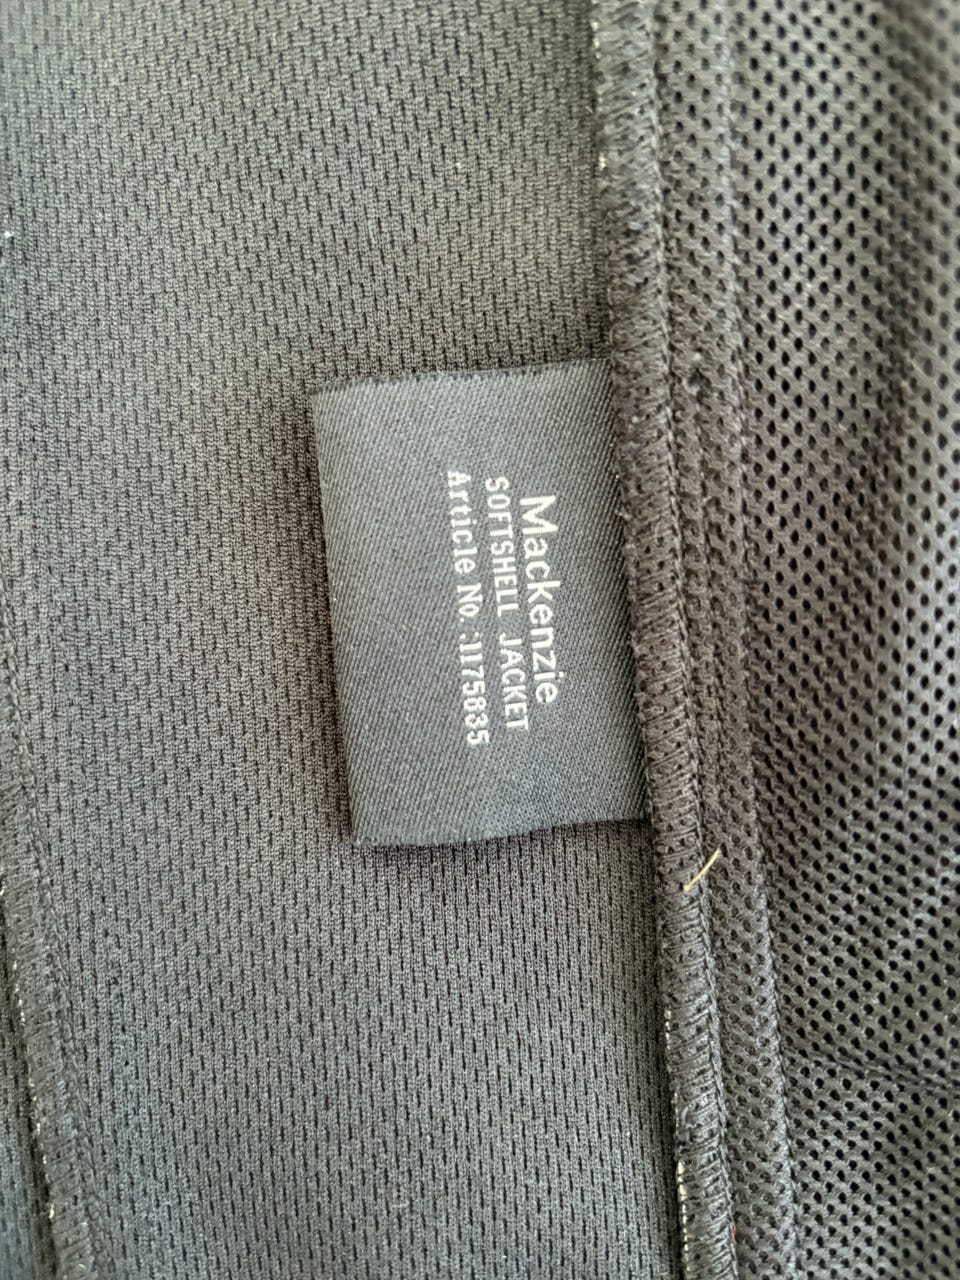 Mackenzie
SOFTSHELL JACKET
Article No.:1175835